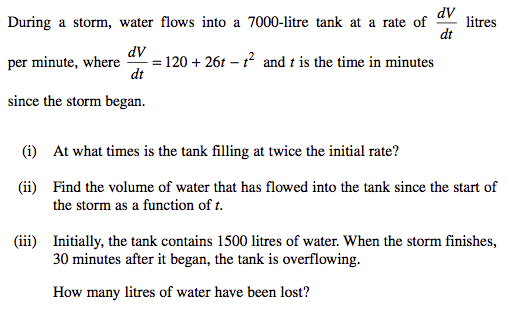 During a storm, water flows into a 7000-litre tank at a rate of dV/dt litres
per minute, where dV/dt = 120 + 26t – t² and t is the time in minutes
since the storm began.
(i) At what times is the tank filling at twice the initial rate?
(ii) Find the volume of water that has flowed into the tank since the start of
the storm as a function of t.
(iii) Initially, the tank contains 1500 litres of water. When the storm finishes,
30 minutes after it began, the tank is overflowing.
How many litres of water have been lost?